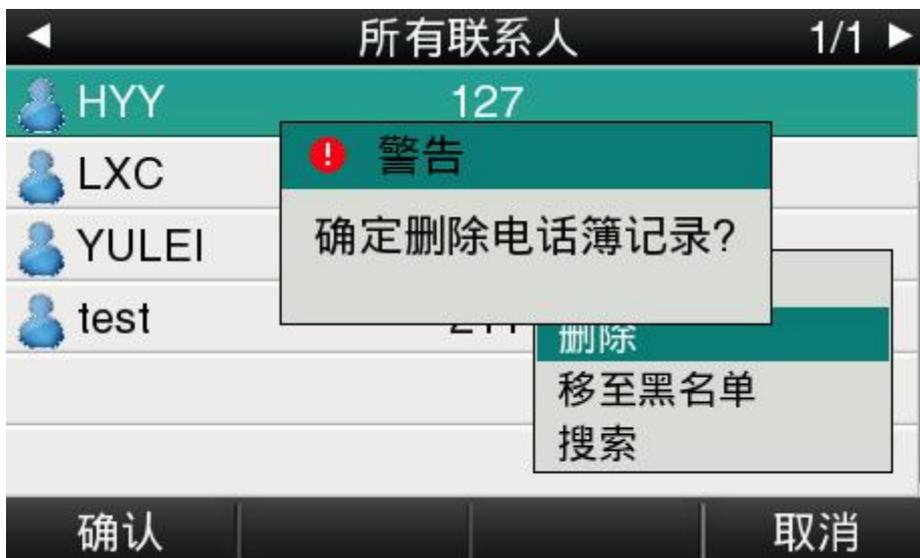 所有联系人 1/1
HYY 127
警告
LXC
确定删除电话簿记录?
YULEI
test
删除
移至黑名单
搜索
确认 取消